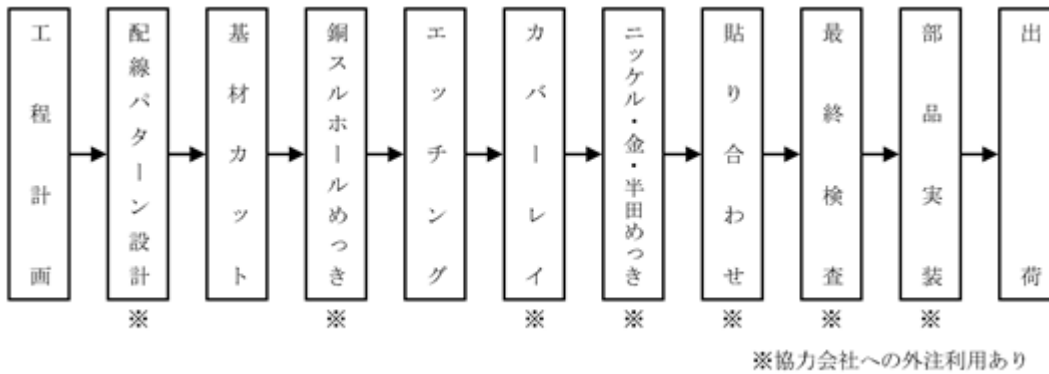 工程計画
配線パターン設計
基材カット
銅スルホールめっき
エッチング
カバーレイ
ニッケル・金・半田めっき
貼り合わせ
最終検査
部品実装
出荷
※
※
※
※
※
※
※
※協力会社への外注利用あり